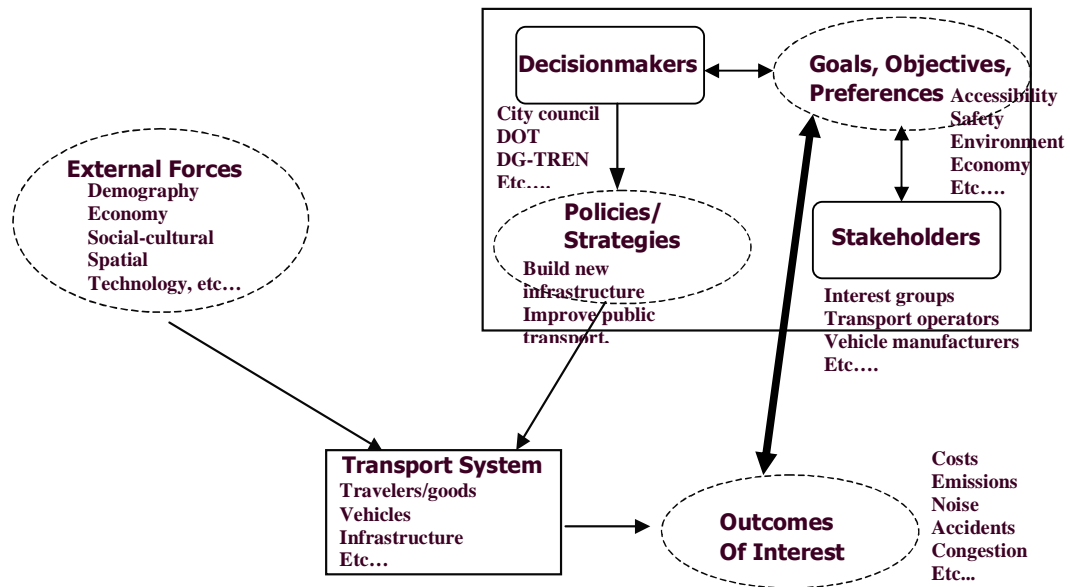 Decisionmakers
City council
DOT
DG-TREN
Etc….
Goals, Objectives,
Preferences
Accessibility
Safety
Environment
Economy
Etc….
External Forces
Demography
Economy
Social-cultural
Spatial
Technology, etc…
Policies/
Strategies
Build new
infrastructure
Improve public
transport.
Stakeholders
Interest groups
Transport operators
Vehicle manufacturers
Etc….
Transport System
Travelers/goods
Vehicles
Infrastructure
Etc…
Outcomes
Of Interest
Costs
Emissions
Noise
Accidents
Congestion
Etc...